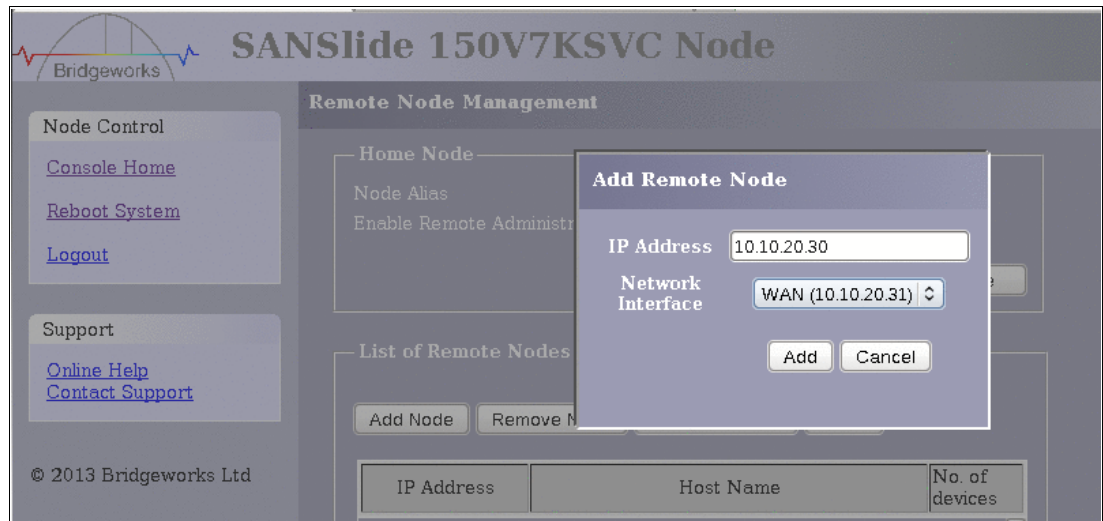 Bridgeworks
SANSlide 150V7KSVC Node
Node Control
Console Home
Reboot System
Logout
Support
Online Help
Contact Support
© 2013 Bridgeworks Ltd
Remote Node Management
Home Node
Node Alias
Enable Remote Administr
Add Remote Node
IP Address 10.10.20.30
Network
Interface
WAN (10.10.20.31)
Add Cancel
List of Remote Nodes
Add Node Remove N
IP Address Host Name No. of
devices